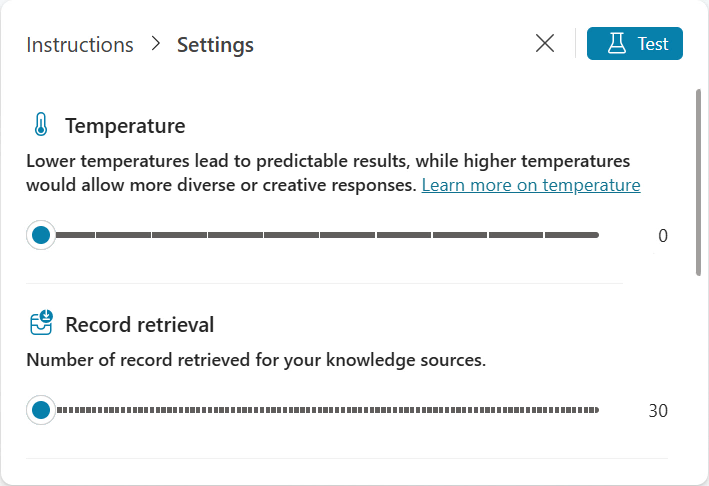 Instructions > Settings
Test
Temperature
Lower temperatures lead to predictable results, while higher temperatures
would allow more diverse or creative responses. Learn more on temperature
0
Record retrieval
Number of record retrieved for your knowledge sources.
30